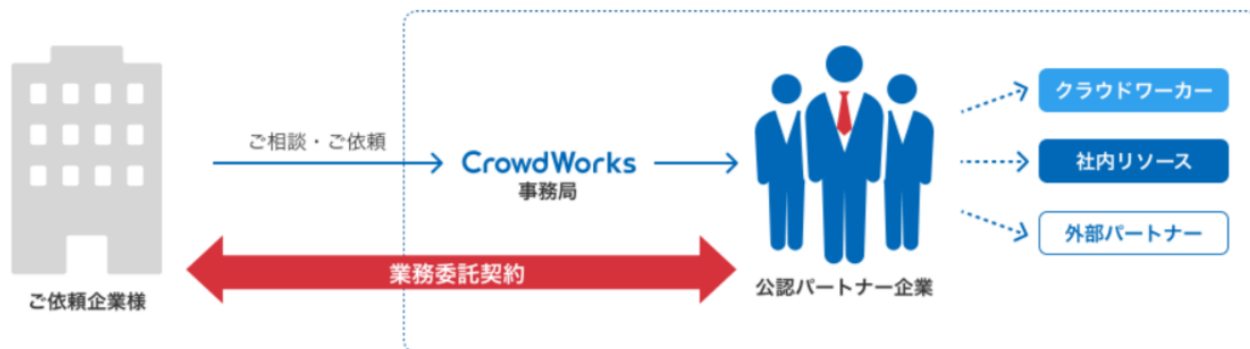 ご相談・ご依頼
CrowdWorks
事務局
業務委託契約
ご依頼企業様
公認パートナー企業
クラウドワーカー
社内リソース
外部パートナー